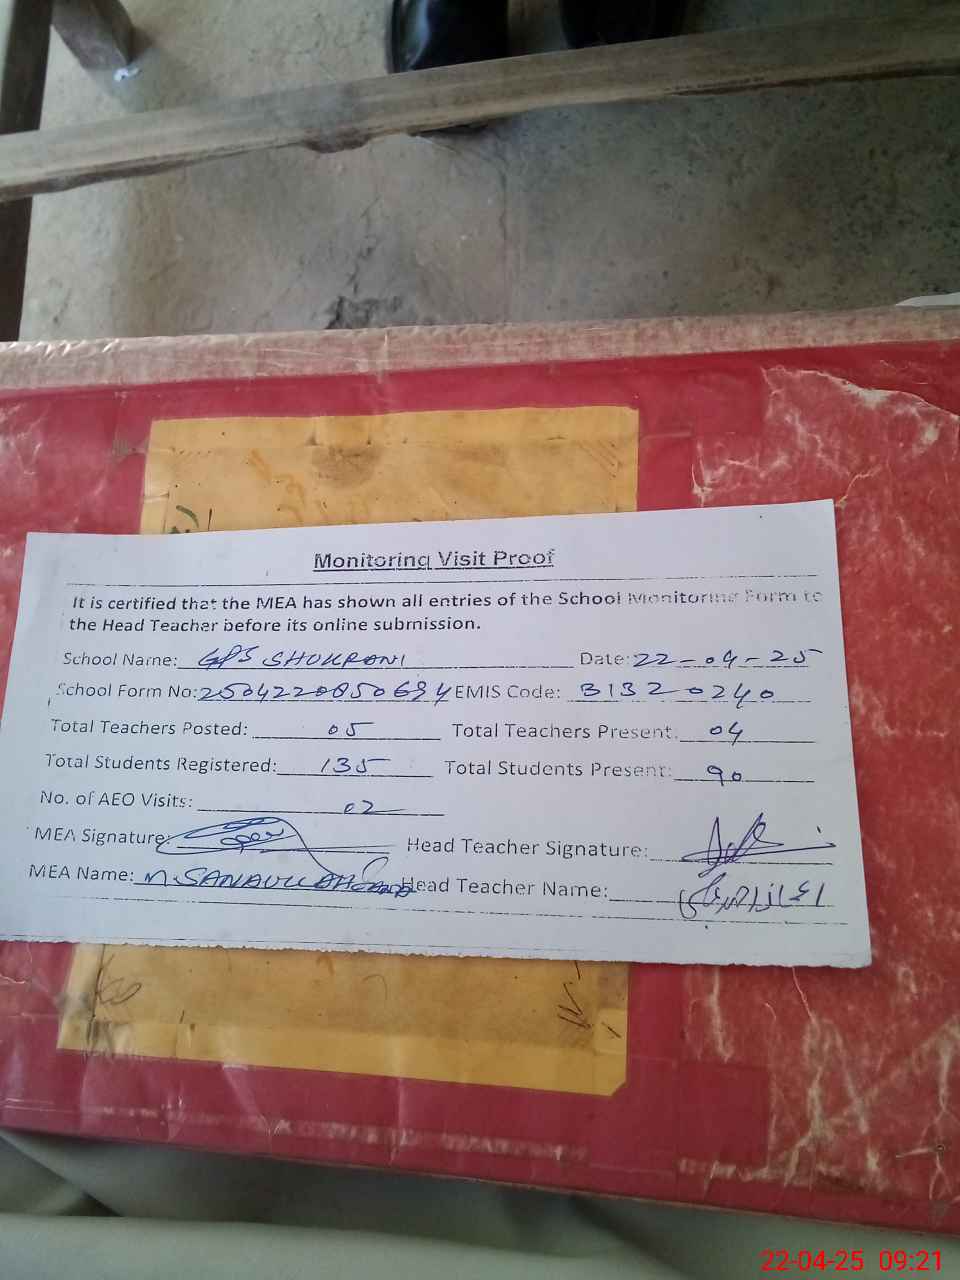 Monitoring Visit Proof
It is certified that the MEA has shown all entries of the School Monitoring Form to
the Head Teacher before its online submission.
School Name: GPS SHUKRANI Date: 22-04-25
School Form No: 2504220850694 EMIS Code: 31320240
Total Teachers Posted: 05 Total Teachers Present: 04
Total Students Registered: 135 Total Students Present: 90
No. of AEO Visits: 02
MEA Signature: Head Teacher Signature:
MEA Name: M. SANAULLAH Head Teacher Name: اعجاز احمد
22-04-25 09:21